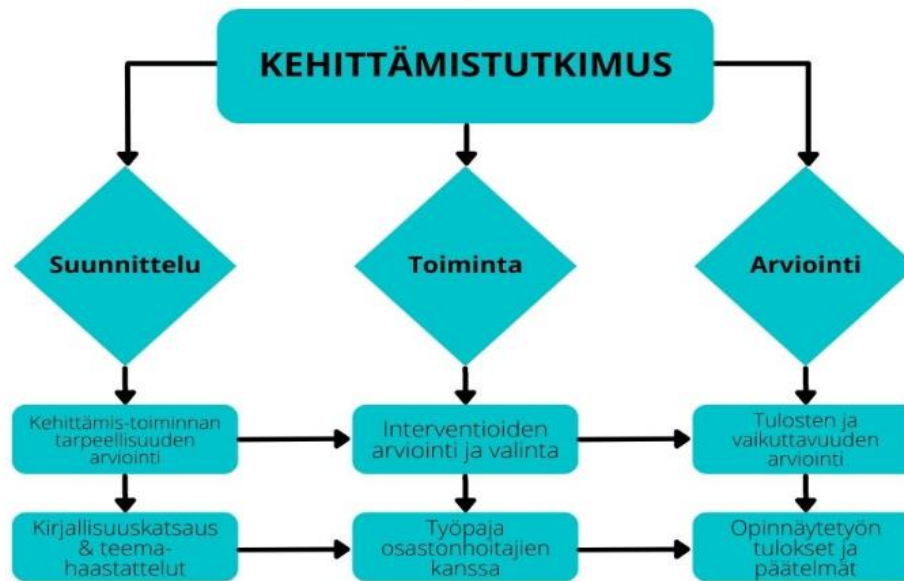 KEHITTÄMISTUTKIMUS
Suunnittelu
Toiminta
Arviointi
Kehittämis-toiminnan
tarpeellisuuden
arviointi
Interventioiden
arviointi ja valinta
Tulosten ja
vaikuttavuuden
arviointi
Kirjallisuuskatsaus
& teema-
haastattelut
Työpaja
osastonhoitajien
kanssa
Opinnäytetyön
tulokset ja
päätelmät